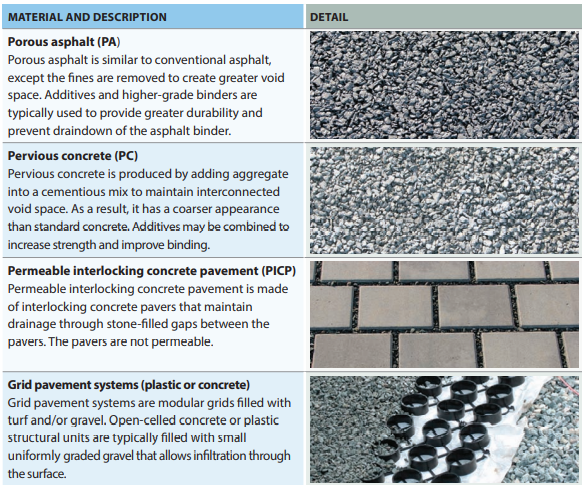 MATERIAL AND DESCRIPTION
DETAIL
Porous asphalt (PA)
Porous asphalt is similar to conventional asphalt,
except the fines are removed to create greater void
space. Additives and higher-grade binders are
typically used to provide greater durability and
prevent draindown of the asphalt binder.
Pervious concrete (PC)
Pervious concrete is produced by adding aggregate
into a cementious mix to maintain interconnected
void space. As a result, it has a coarser appearance
than standard concrete. Additives may be combined to
increase strength and improve binding.
Permeable interlocking concrete pavement (PICP)
Permeable interlocking concrete pavement is made
of interlocking concrete pavers that maintain
drainage through stone-filled gaps between the
pavers. The pavers are not permeable.
Grid pavement systems (plastic or concrete)
Grid pavement systems are modular grids filled with
turf and/or gravel. Open-celled concrete or plastic
structural units are typically filled with small
uniformly graded gravel that allows infiltration through
the surface.